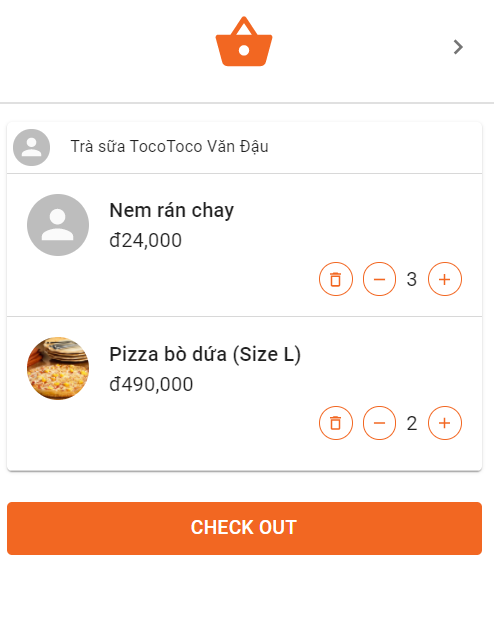 Trà sữa TocoToco Văn Đậu
Nem rán chay
đ24,000
3
Pizza bò dứa (Size L)
đ490,000
2
CHECK OUT